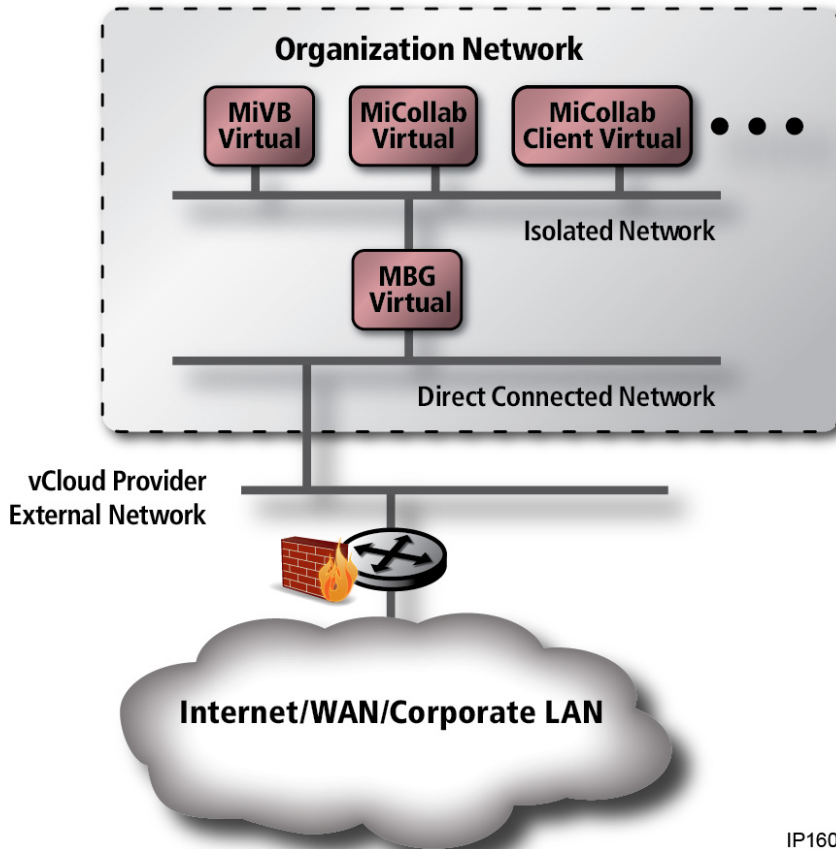 Organization Network
MiVB
Virtual
MiCollab
Virtual
MiCollab
Client Virtual
Isolated Network
MBG
Virtual
Direct Connected Network
vCloud Provider
External Network
Internet/WAN/Corporate LAN
IP160